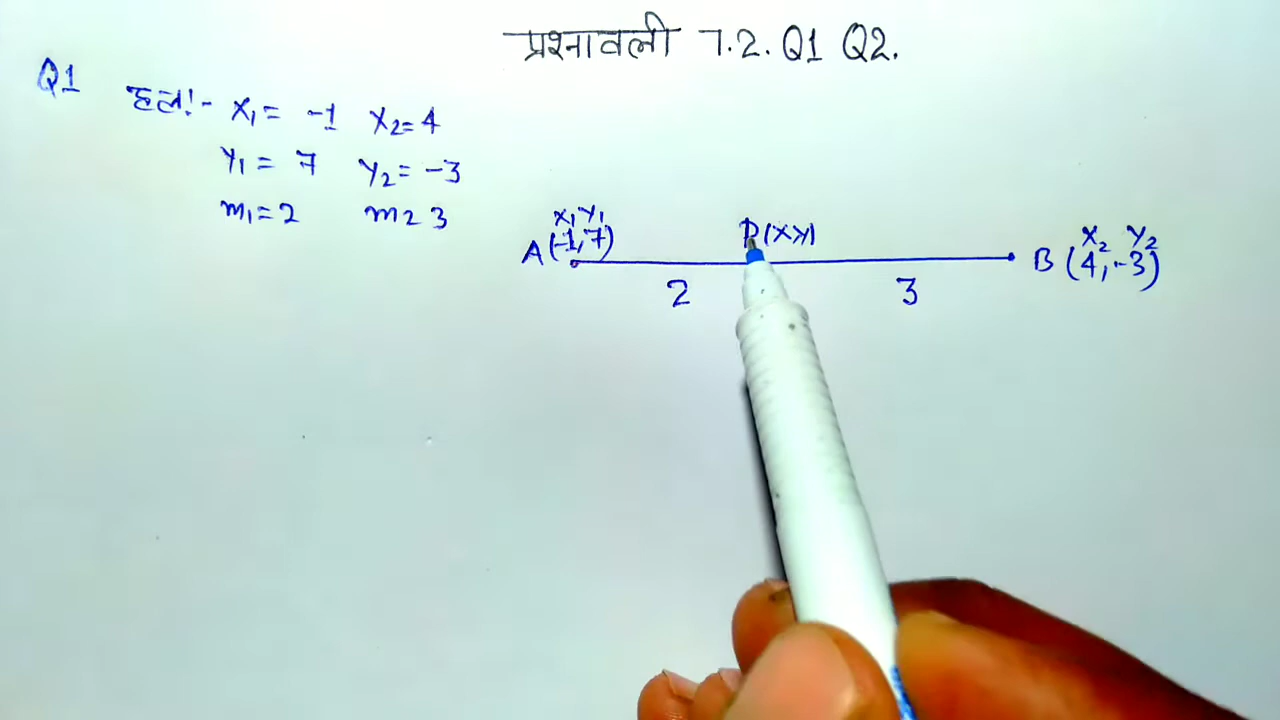 प्रश्नावली 7.2. Q1 Q2.
Q1
हल!- x₁= -1 x₂=4
y₁= 7 y₂= -3
m₁=2 m2 3
x₁ y₁
A(-1,7)
P(xy)
x₂ y₂
B (4,-3)
2 3